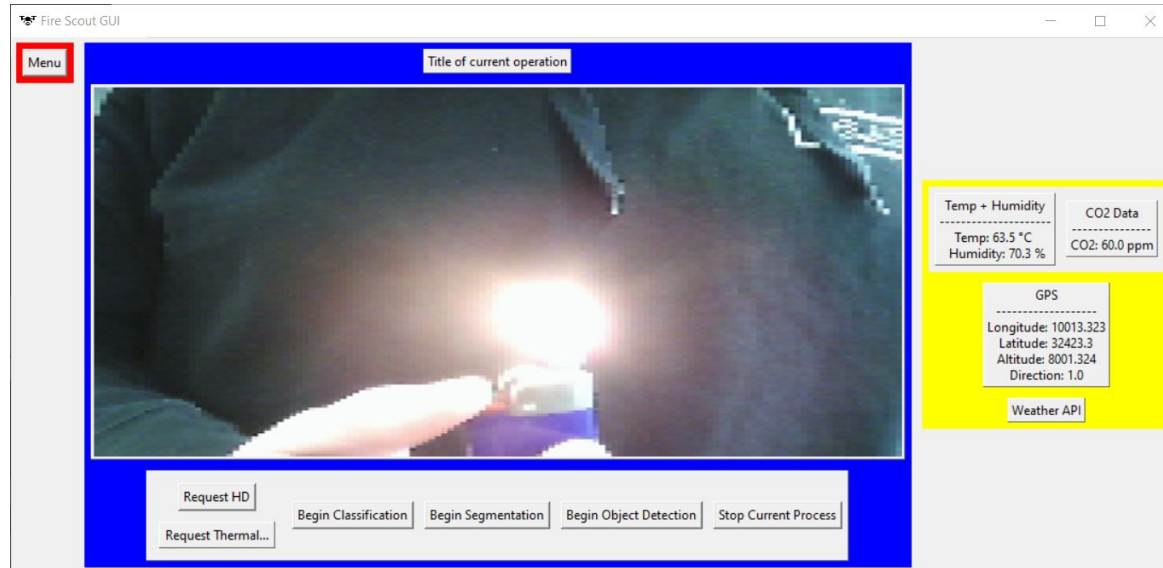 Fire Scout GUI
Menu
Title of current operation
Temp + Humidity
--------------------
Temp: 63.5 °C
Humidity: 70.3 %
CO2 Data
---------------
CO2: 60.0 ppm
GPS
--------------------
Longitude: 10013.323
Latitude: 32423.3
Altitude: 8001.324
Direction: 1.0
Weather API
Request HD
Request Thermal...
Begin Classification
Begin Segmentation
Begin Object Detection
Stop Current Process